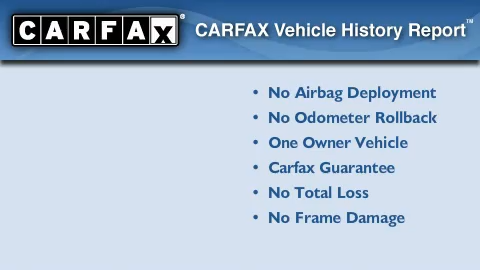 CARFAX® CARFAX Vehicle History Report™
• No Airbag Deployment
• No Odometer Rollback
• One Owner Vehicle
• Carfax Guarantee
• No Total Loss
• No Frame Damage